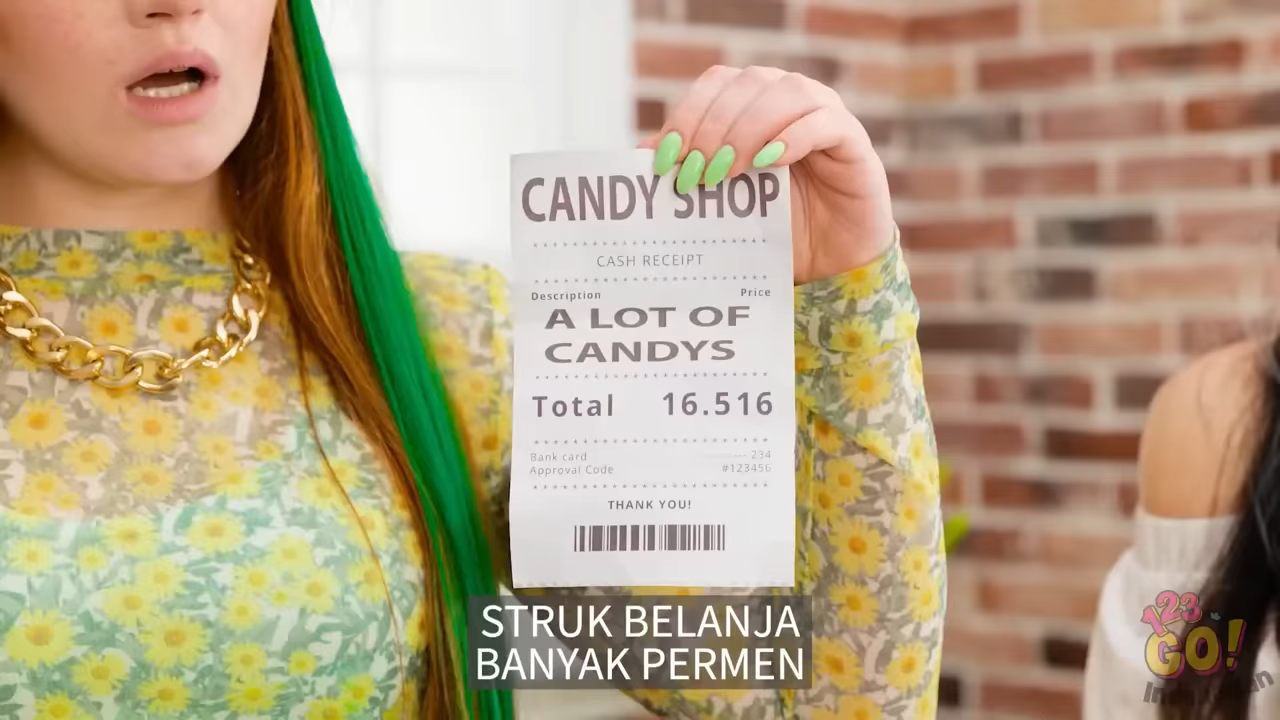 CANDY SHOP
CASH RECEIPT
Description Price
A LOT OF
CANDYS
Total 16.516
Bank card 234
Approval Code #123456
THANK YOU!
STRUK BELANJA
BANYAK PERMEN
123
GO!